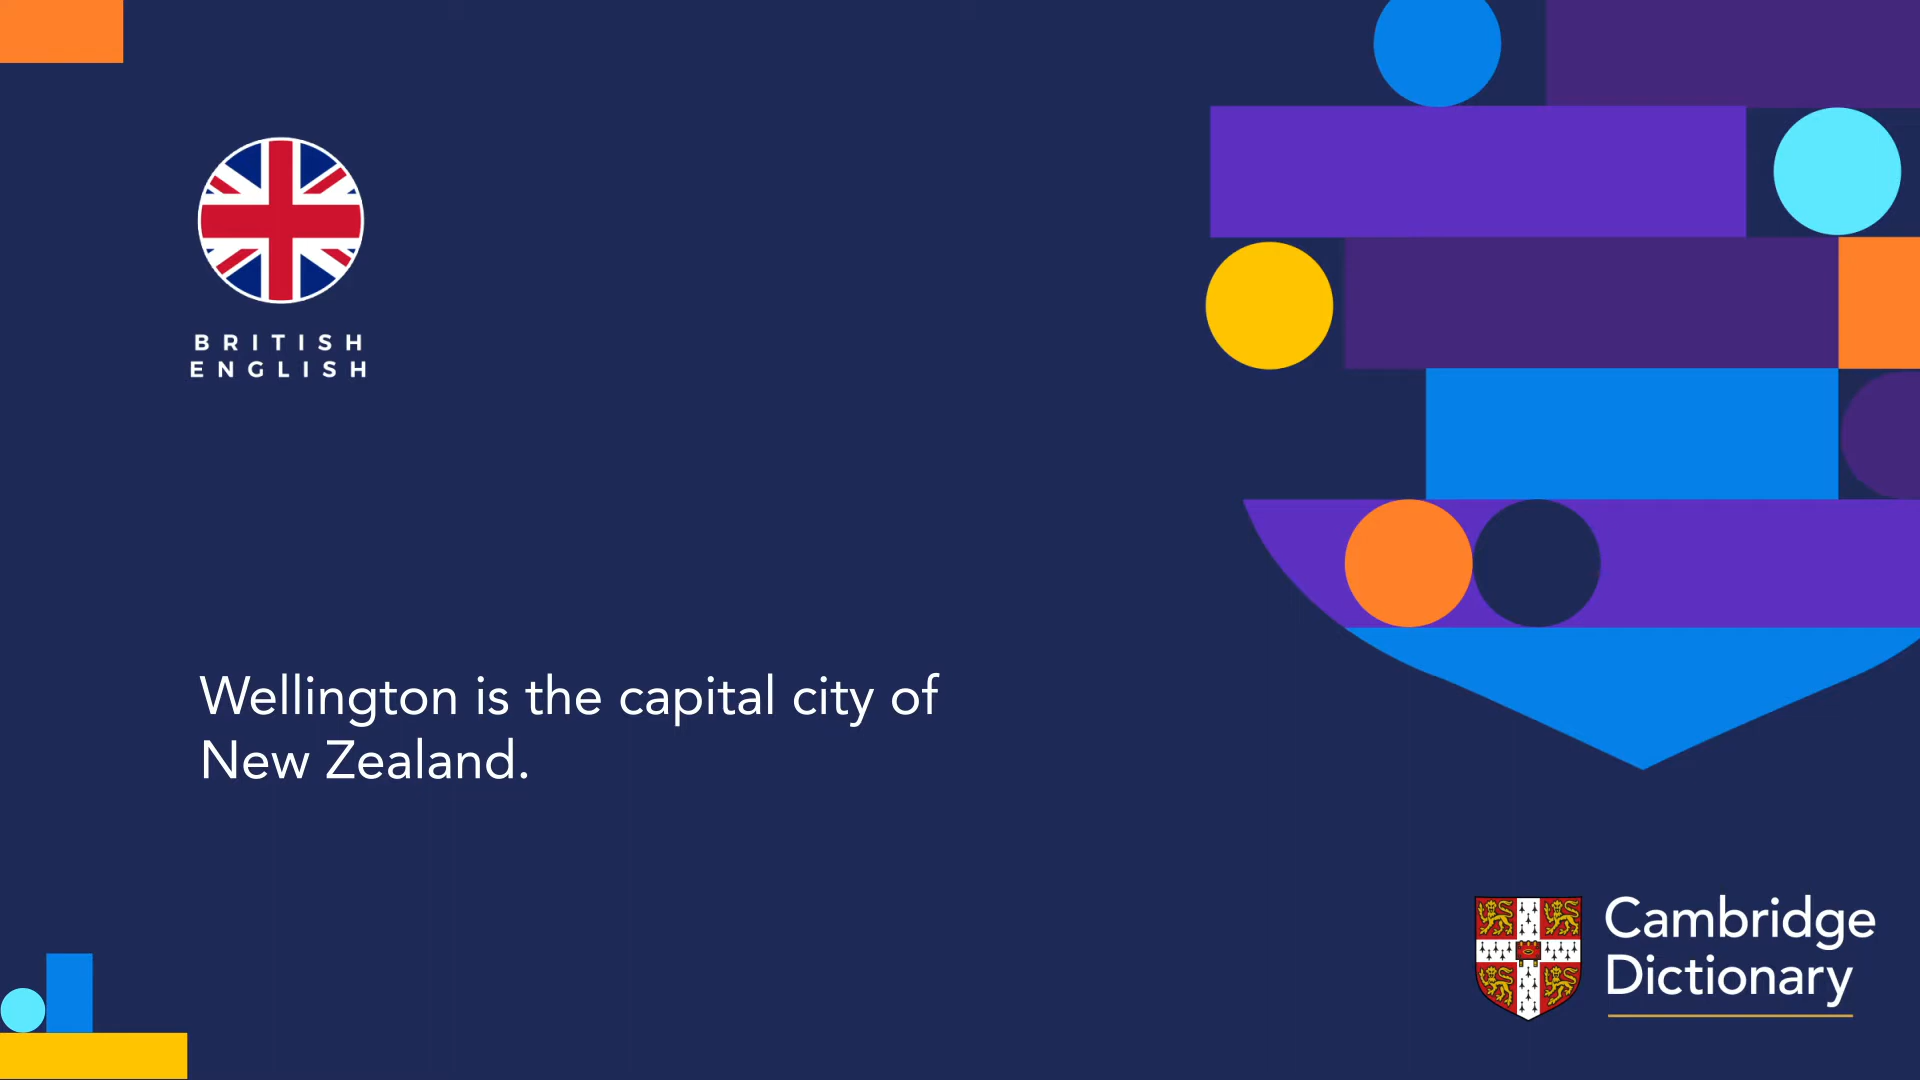 BRITISH
ENGLISH
Wellington is the capital city of
New Zealand.
Cambridge
Dictionary